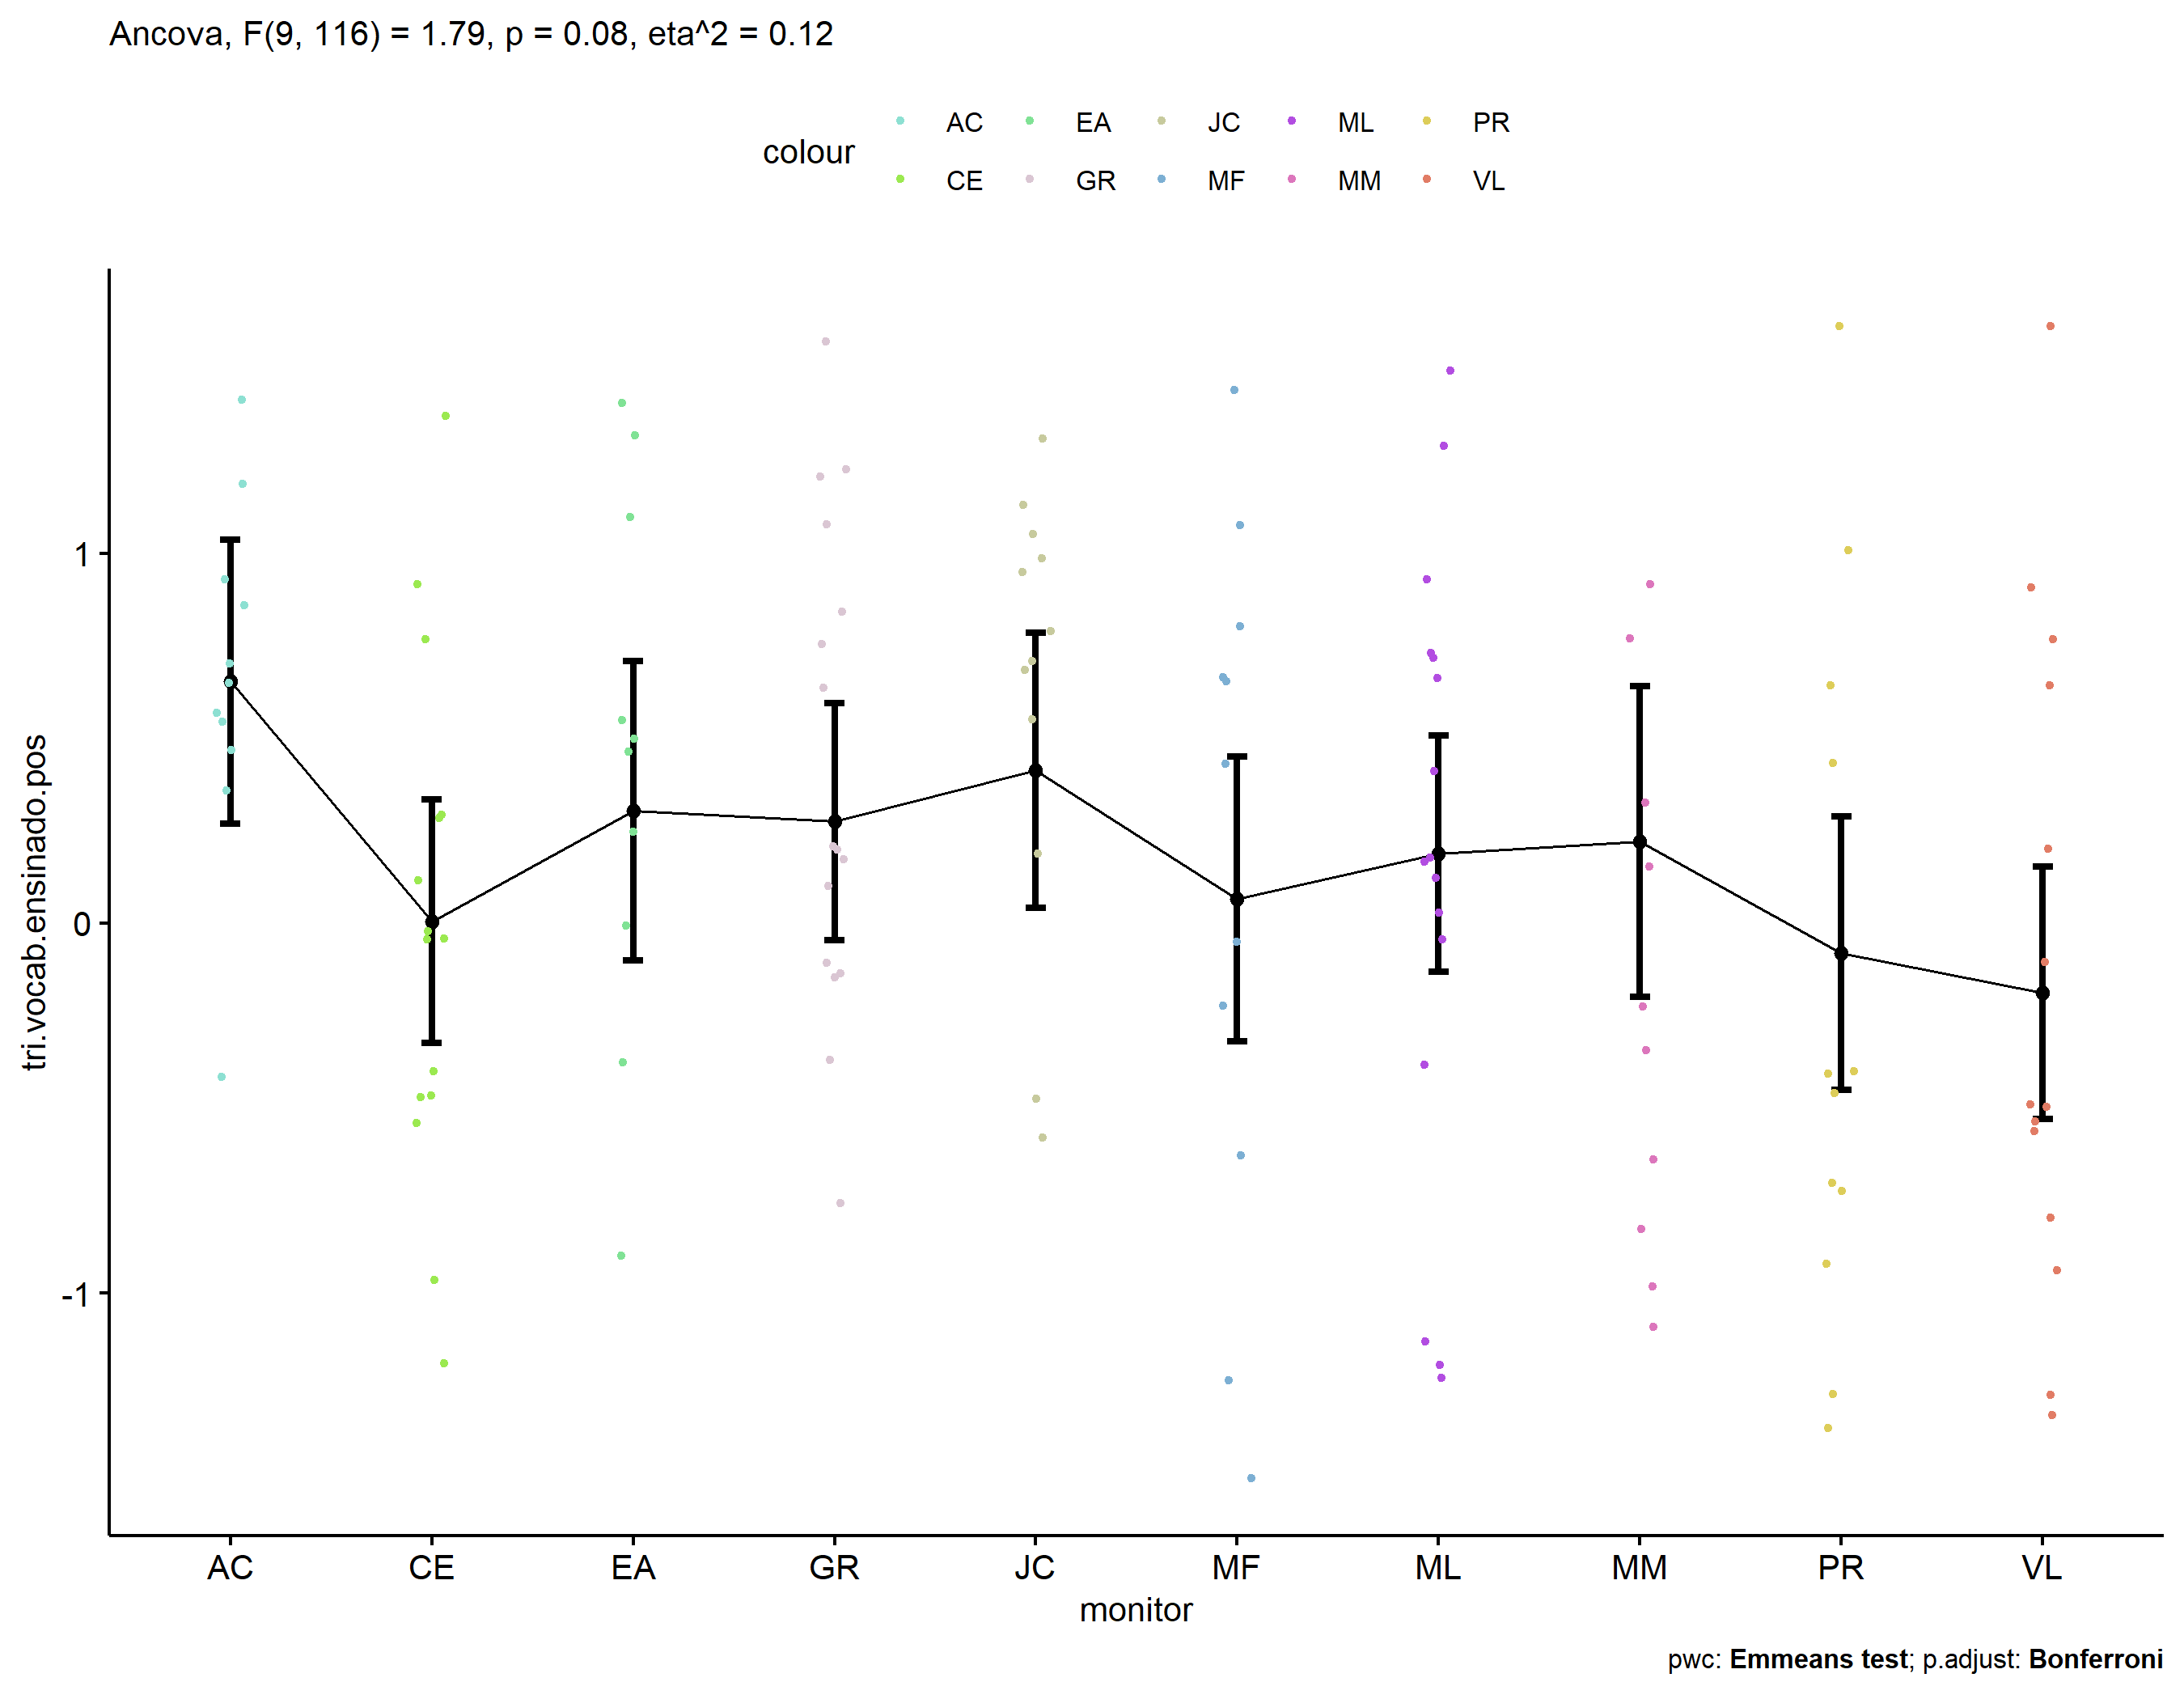 Ancova, F(9, 116) = 1.79, p = 0.08, eta^2 = 0.12
colour
AC EA JC ML PR
CE GR MF MM VL
tri.vocab.ensinado.pos
1
0
-1
AC CE EA GR JC MF ML MM PR VL
monitor
pwc: Emmeans test; p.adjust: Bonferroni